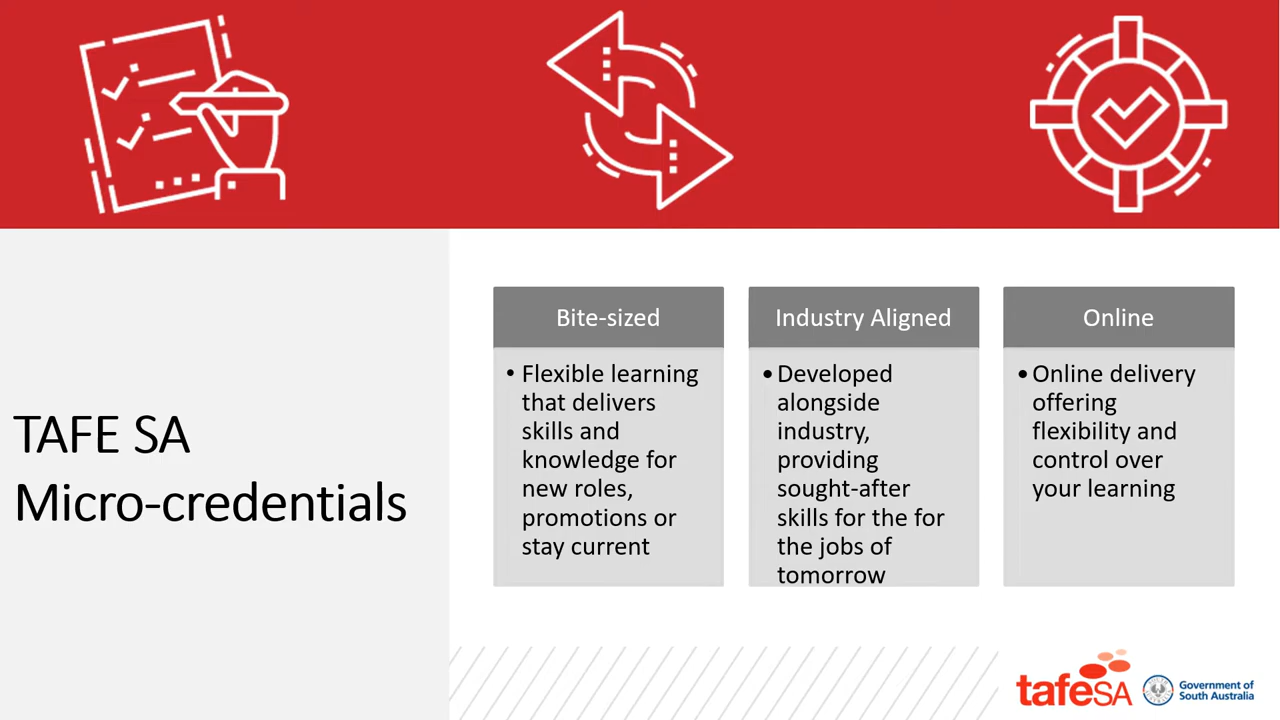 TAFE SA
Micro-credentials
Bite-sized
• Flexible learning
that delivers
skills and
knowledge for
new roles,
promotions or
stay current
Industry Aligned
• Developed
alongside
industry,
providing
sought-after
skills for the for
the jobs of
tomorrow
Online
• Online delivery
offering
flexibility and
control over
your learning
tafeSA
Government of
South Australia